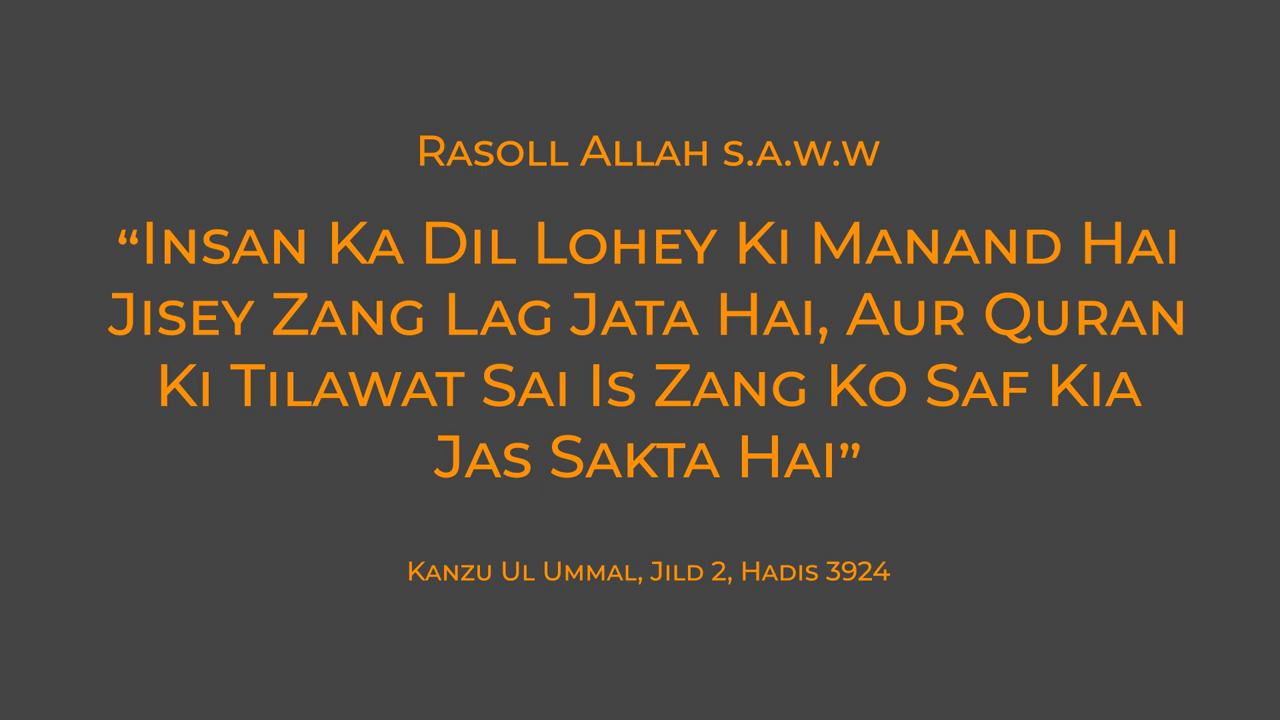 Rasoll Allah s.a.w.w
“Insan Ka Dil Lohey Ki Manand Hai
Jisey Zang Lag Jata Hai, Aur Quran
Ki Tilawat Sai Is Zang Ko Saf Kia
Jas Sakta Hai”
Kanzu Ul Ummal, Jild 2, Hadis 3924